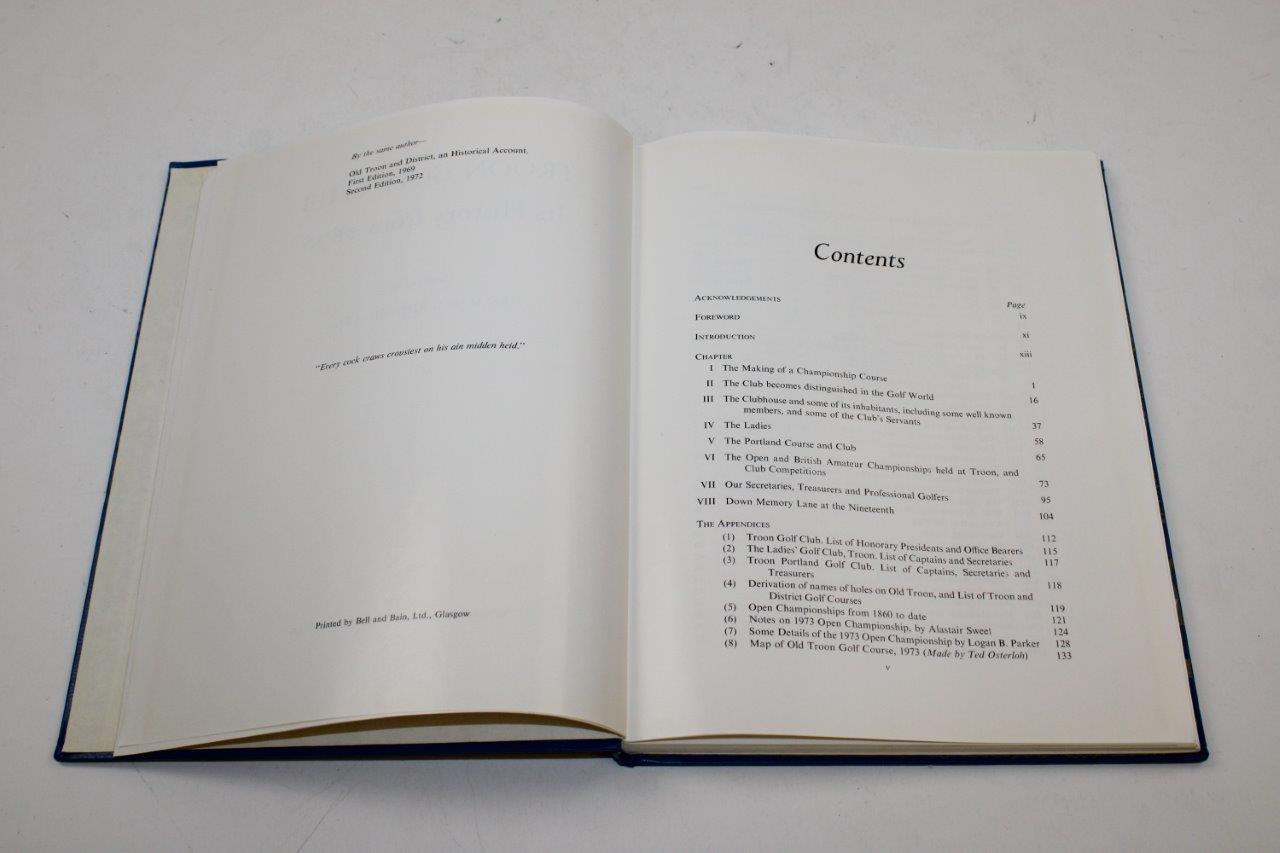 By the same author—
Old Troon and District, an Historical Account.
First Edition, 1969
Second Edition, 1972
"Every cock craws crousiest on his ain midden heid."
Printed by Bell and Bain, Ltd., Glasgow
Contents
Page
ACKNOWLEDGEMENTS ix
FOREWORD xi
INTRODUCTION xiii
CHAPTER
I The Making of a Championship Course 1
II The Club becomes distinguished in the Golf World 16
III The Clubhouse and some of its inhabitants, including some well known
members, and some of the Club's Servants 37
IV The Ladies 58
V The Portland Course and Club 65
VI The Open and British Amateur Championships held at Troon, and
Club Competitions 73
VII Our Secretaries, Treasurers and Professional Golfers 95
VIII Down Memory Lane at the Nineteenth 104
THE APPENDICES
(1) Troon Golf Club. List of Honorary Presidents and Office Bearers 112
(2) The Ladies' Golf Club, Troon. List of Captains and Secretaries 115
(3) Troon Portland Golf Club. List of Captains, Secretaries and
Treasurers 117
(4) Derivation of names of holes on Old Troon, and List of Troon and
District Golf Courses 118
(5) Open Championships from 1860 to date 119
(6) Notes on 1973 Open Championship, by Alastair Sweet 121
(7) Some Details of the 1973 Open Championship by Logan B. Parker 124
(8) Map of Old Troon Golf Course, 1973 (Made by Ted Osterloh) 128
133
v